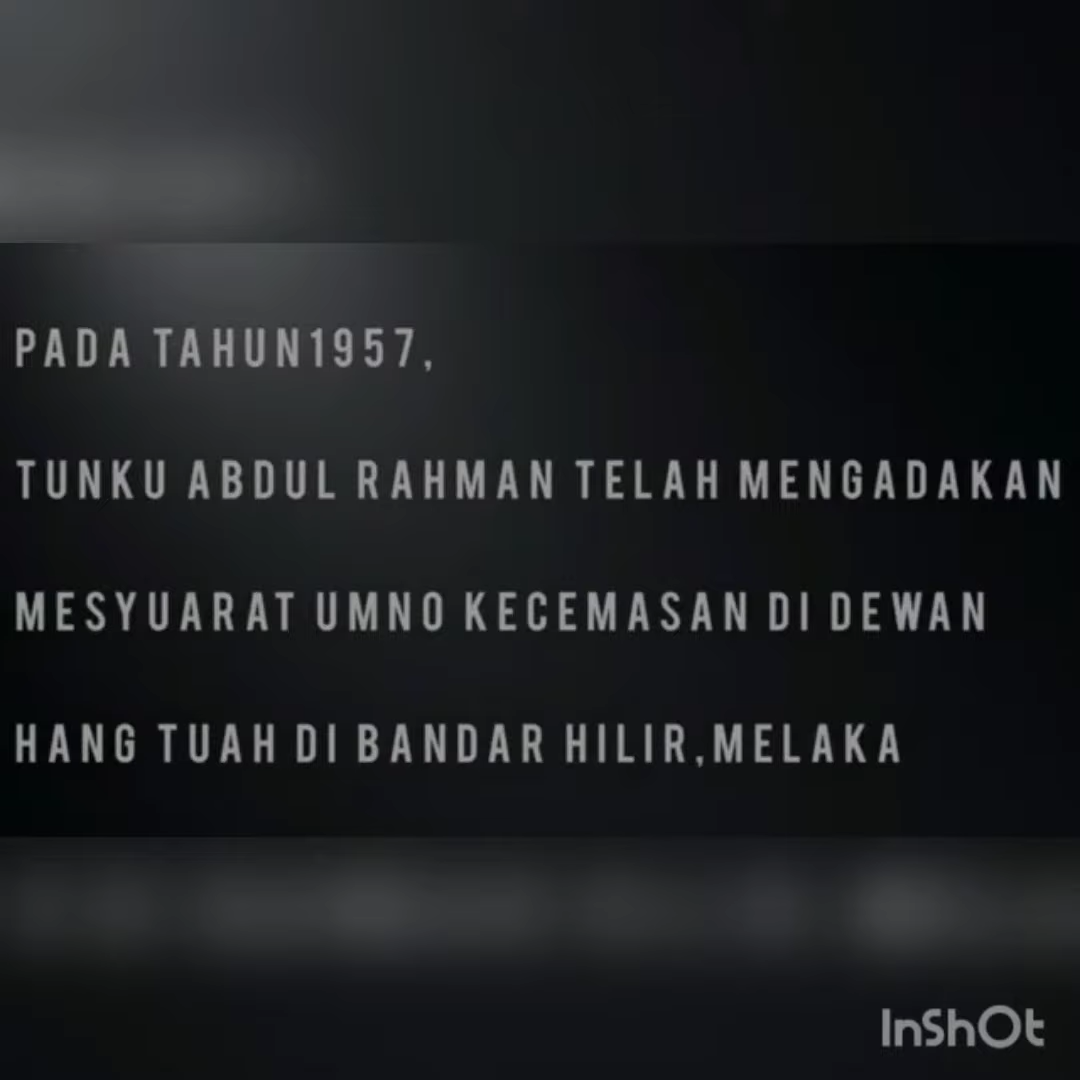 PADA TAHUN1957,
TUNKU ABDUL RAHMAN TELAH MENGADAKAN
MESYUARAT UMNO KECEMASAN DI DEWAN
HANG TUAH DI BANDAR HILIR,MELAKA
InShOt